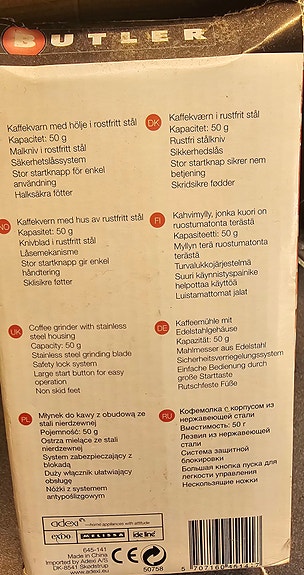 BUTLER
Kaffekvarn med hölje i rostfritt stål
Kapacitet: 50 g
Malkniv i rostfritt stål
Säkerhetslåssystem
Stor startknapp för enkel
användning
Halksäkra fötter
DK
Kaffekværn i rustfrit stål
Kapacitet: 50 g
Rustfri stålkniv
Sikkerhedslås
Stor startknap sikrer nem
betjening
Skridsikre fødder
NO
Kaffekvern med hus av rustfritt stål
Kapasitet: 50 g
Knivblad i rustfritt stål
Låsemekanisme
Stor startknapp gir enkel
håndtering
Sklisikre føtter
FI
Kahvimylly, jonka kuori on
ruostumatonta terästä
Kapasiteetti: 50 g
Myllyn terä ruostumatonta
terästä
Turvalukkojärjestelmä
Suuri käynnistyspainike
helpottaa käyttöä
Luistamattomat jalat
UK
Coffee grinder with stainless
steel housing
Capacity: 50 g
Stainless steel grinding blade
Safety lock system
Large start button for easy
operation
Non skid feet
DE
Kaffeemühle mit
Edelstahlgehäuse
Kapazität: 50 g
Mahlmesser aus Edelstahl
Sicherheitsverriegelungssystem
Einfache Bedienung durch
große Starttaste
Rutschfeste Füße
PL
Młynek do kawy z obudową ze
stali nierdzewnej
Pojemność: 50 g
Ostrza mielące ze stali
nierdzewnej
System zabezpieczający z
blokadą
Duży włącznik ułatwiający
obsługę
Nóżki z systemem
antypoślizgowym
RU
Кофемолка с корпусом из
нержавеющей стали
Вместимость: 50 г
Лезвия из нержавеющей
стали
Система защитной
блокировки
Большая кнопка пуска для
легкости управления
Нескользящие ножки
adexi
—home appliances with attitude
exibo MELISSA ide line
645-141
Made in China
Imported by Adexi A/S
DK-8541 Skødstrup
www.adexi.eu
CE
50758